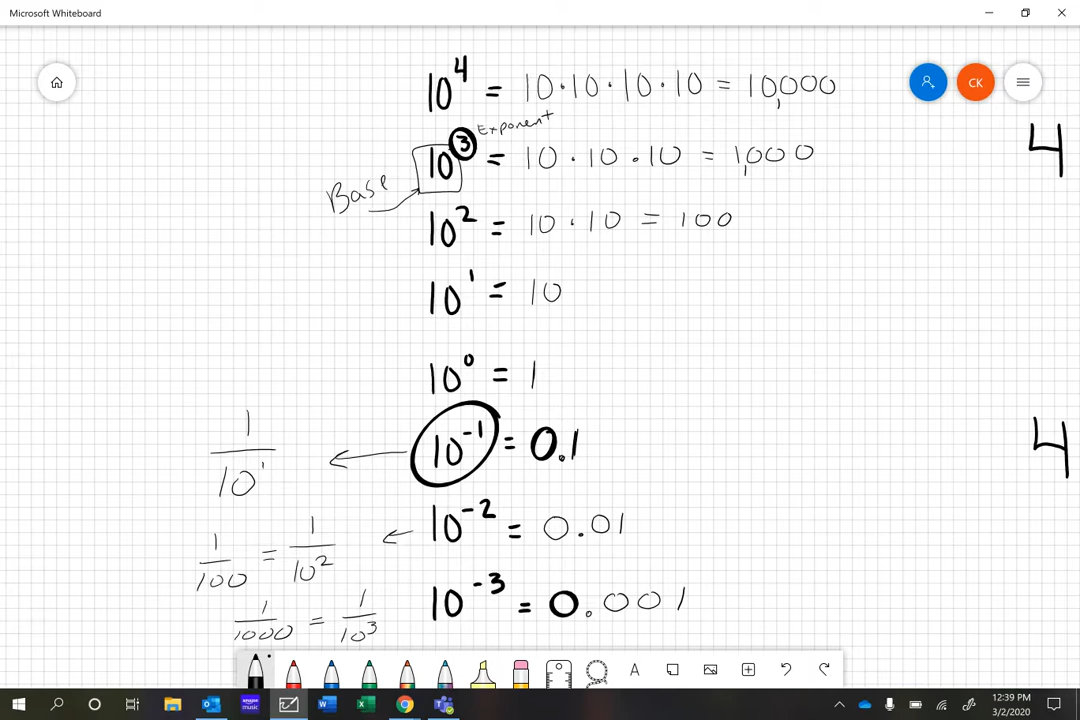 Microsoft Whiteboard
CK
10⁴ = 10·10·10·10 = 10,000
4
Exponent
10³ = 10·10·10 = 1,000
Base
10² = 10·10 = 100
10¹ = 10
10⁰ = 1
1/10¹
10⁻¹ = 0.1
4
1/100 = 1/10²
10⁻² = 0.01
1/1000 = 1/10³
10⁻³ = 0.001
A
amazon music
12:39 PM
3/2/2020